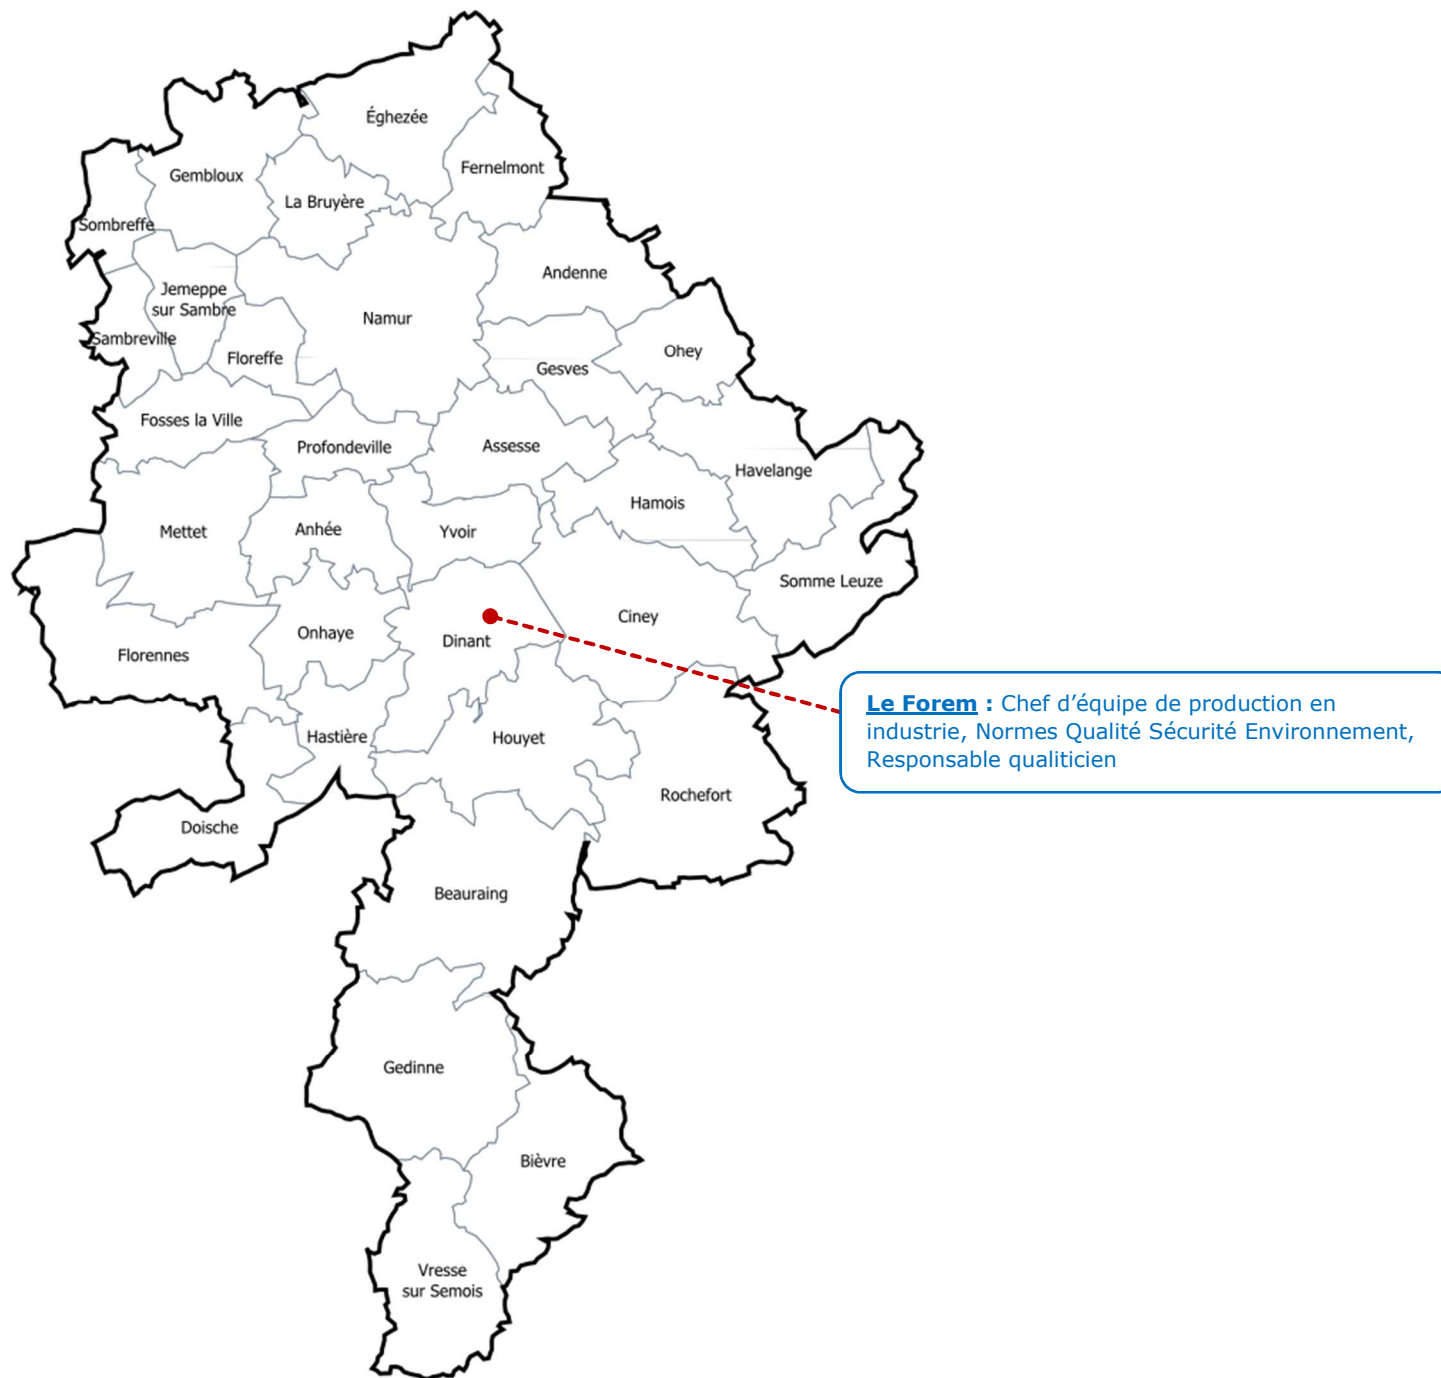 Éghezée
Fernelmont
Gembloux
La Bruyère
Sombreffe
Andenne
Jemeppe
sur Sambre
Namur
Sambreville
Floreffe
Gesves
Ohey
Fosses la Ville
Profondeville
Assesse
Havelange
Hamois
Mettet
Anhée
Yvoir
Somme Leuze
Ciney
Onhaye
Dinant
Florennes
Le Forem : Chef d’équipe de production en
industrie, Normes Qualité Sécurité Environnement,
Responsable qualiticien
Hastière
Houyet
Rochefort
Doische
Beauraing
Gedinne
Bièvre
Vresse
sur Semois